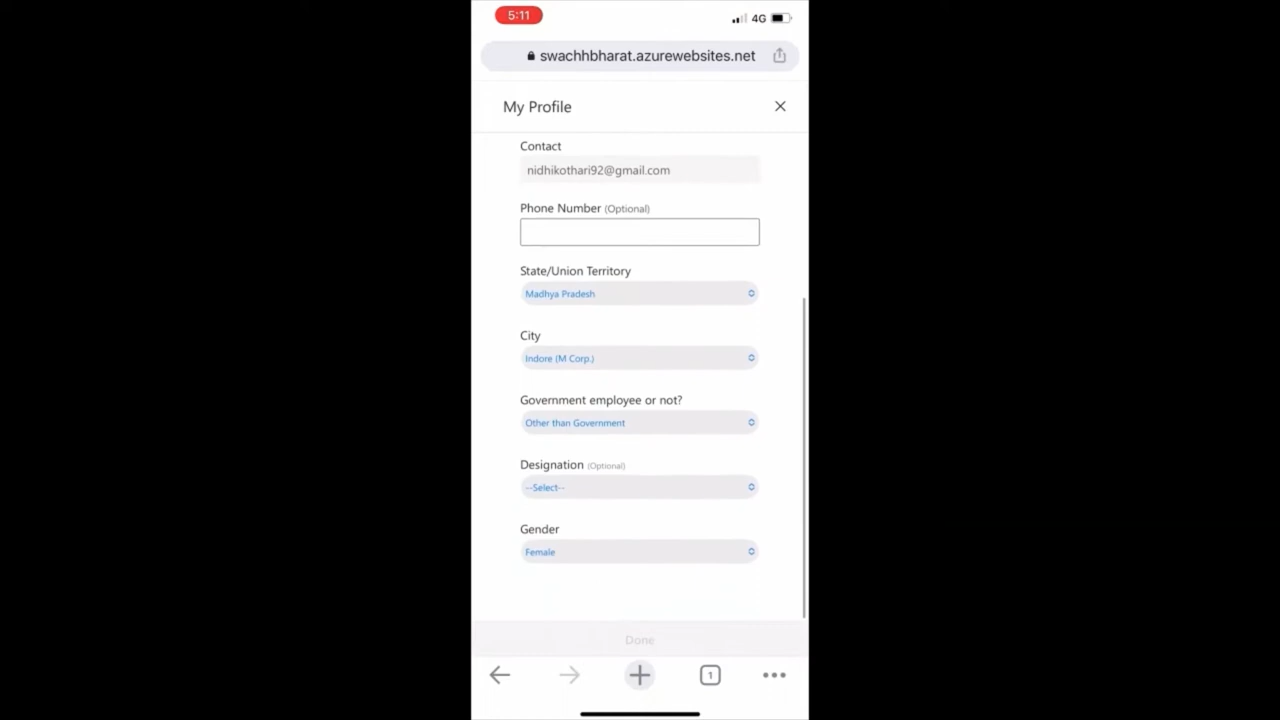 5:11
4G
swachhbharat.azurewebsites.net
My Profile
Contact
nidhikothari92@gmail.com
Phone Number (Optional)
State/Union Territory
Madhya Pradesh
City
Indore (M Corp.)
Government employee or not?
Other than Government
Designation (Optional)
--Select--
Gender
Female
Done
1